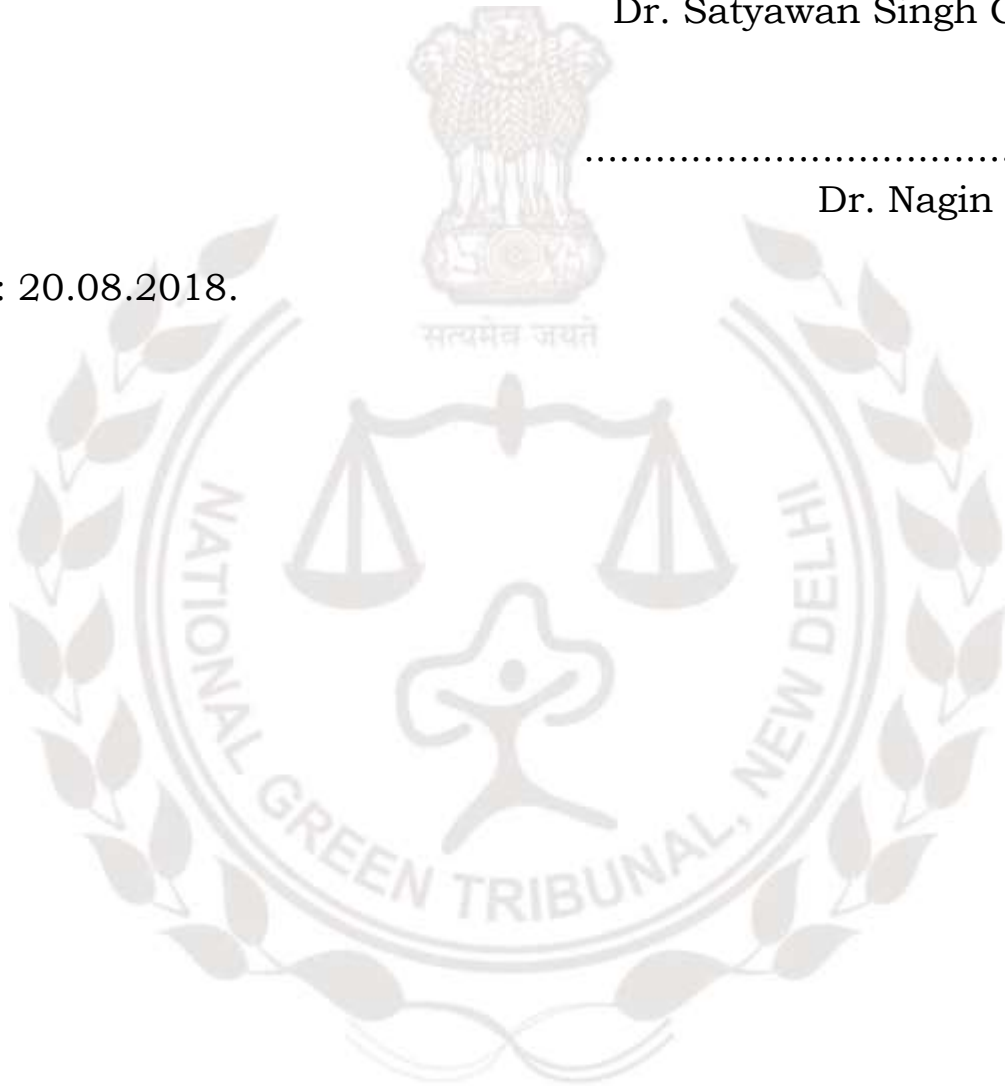 Dr. Satyawan Singh
....................................
Dr. Nagin
: 20.08.2018.
सत्यमेव जयते
NATIONAL GREEN TRIBUNAL, NEW DELHI